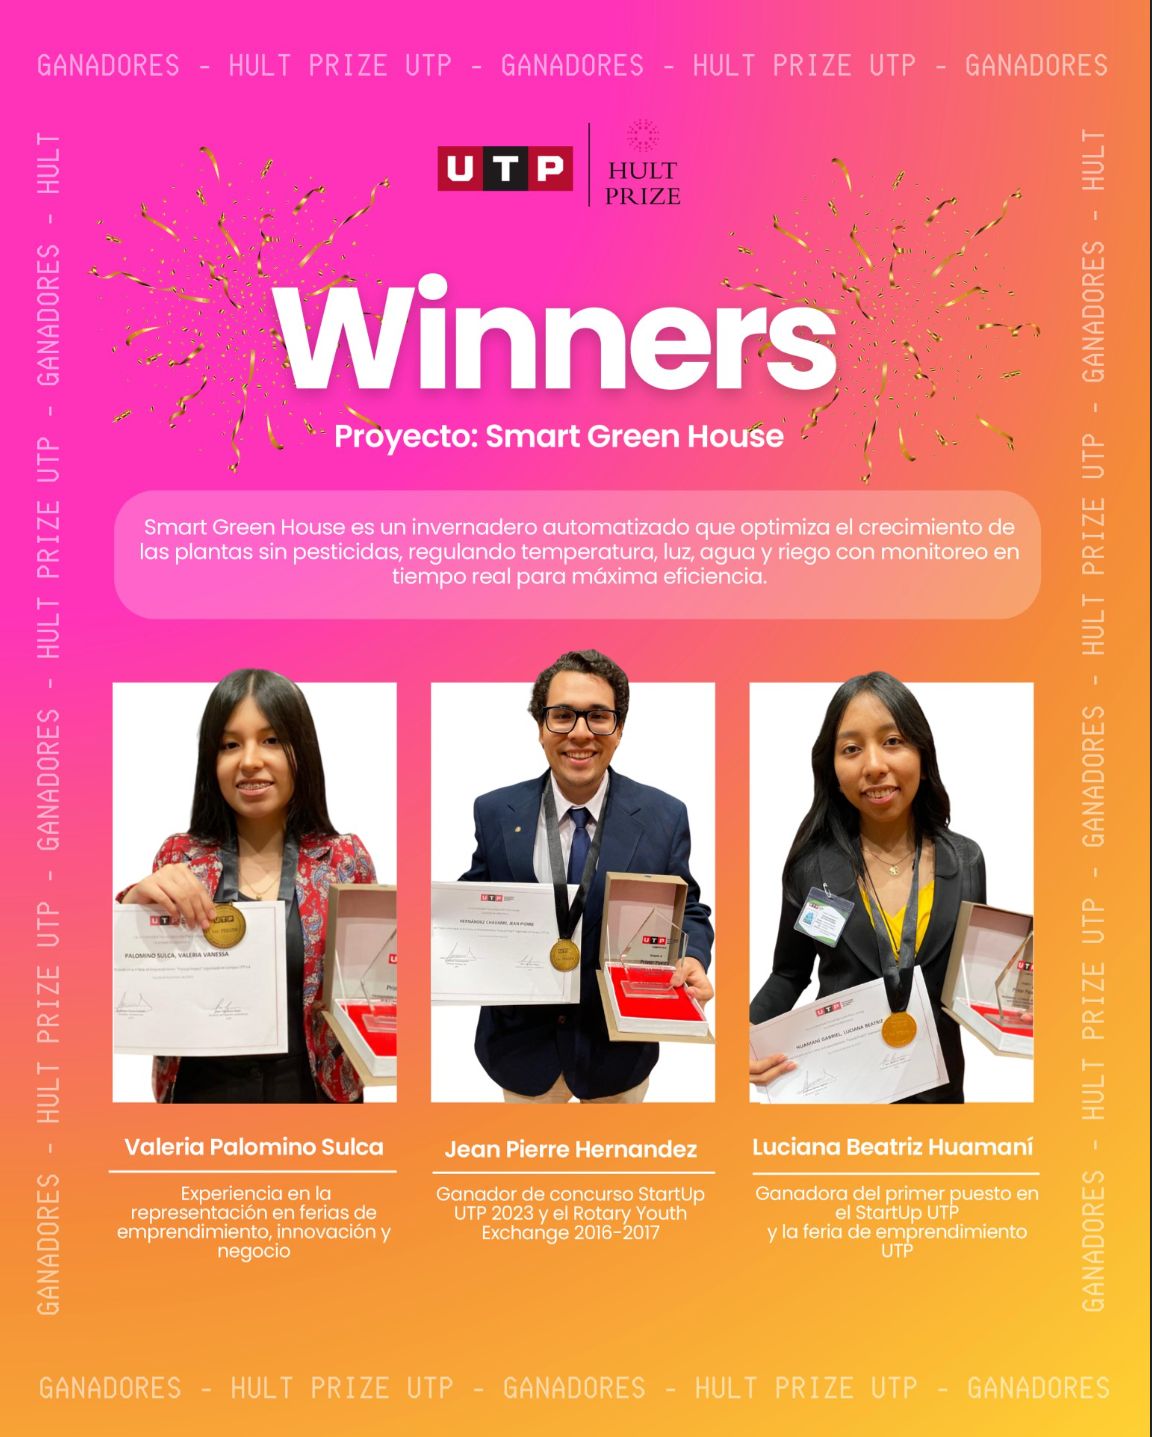 GANADORES - HULT PRIZE UTP - GANADORES - HULT PRIZE UTP - GANADORES
GANADORES - HULT PRIZE UTP - GANADORES - HULT PRIZE UTP - GANADORES - HULT
GANADORES - HULT PRIZE UTP - GANADORES - HULT PRIZE UTP - GANADORES - HULT
UTP
HULT
PRIZE
Winners
Proyecto: Smart Green House
Smart Green House es un invernadero automatizado que optimiza el crecimiento de
las plantas sin pesticidas, regulando temperatura, luz, agua y riego con monitoreo en
tiempo real para máxima eficiencia.
UTP
UTP
PALOMINO SULCA, VALERIA VANESSA
UTP
UTP
UTP
HUAMANÍ GABRIEL, LUCIANA BEATRIZ
Valeria Palomino Sulca
Experiencia en la
representación en ferias de
emprendimiento, innovación y
negocio
Jean Pierre Hernandez
Ganador de concurso StartUp
UTP 2023 y el Rotary Youth
Exchange 2016-2017
Luciana Beatriz Huamaní
Ganadora del primer puesto en
el StartUp UTP
y la feria de emprendimiento
UTP
GANADORES - HULT PRIZE UTP - GANADORES - HULT PRIZE UTP - GANADORES